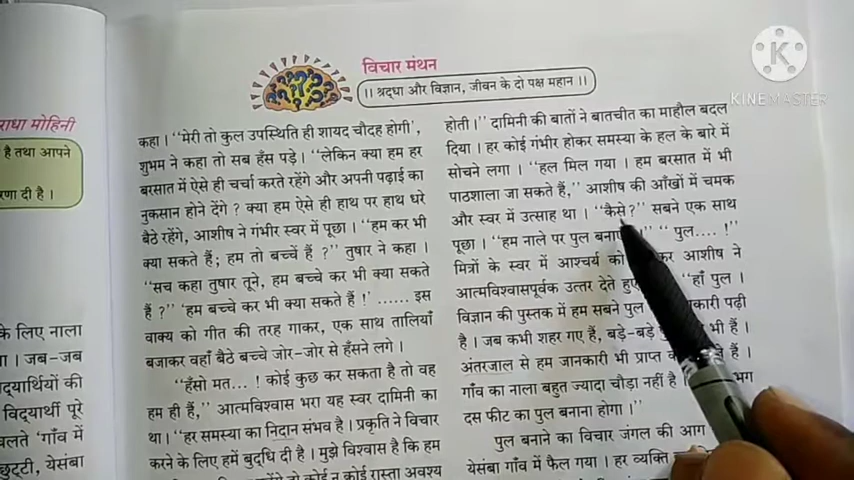 विचार मंथन
।। श्रद्धा और विज्ञान, जीवन के दो पक्ष महान ।।
KINEMASTER
राधा मोहिनी
है तथा आपने
रणा दी है ।
के लिए नाला
। जब-जब
विद्यार्थी पूरे
'गाँव में
येसंबा
कहा । ‘‘मेरी तो कुल उपस्थिति ही शायद चौदह होगी’,
शुभम ने कहा तो सब हँस पड़े । ‘‘लेकिन क्या हम हर
बरसात में ऐसे ही चर्चा करते रहेंगे और अपनी पढ़ाई का
नुकसान होने देंगे ? क्या हम ऐसे ही हाथ पर हाथ धरे
बैठे रहेंगे, आशीष ने गंभीर स्वर में पूछा । ‘‘हम कर भी
क्या सकते हैं; हम तो बच्चें हैं ?’’ तुषार ने कहा ।
‘‘सच कहा तुषार तूने, हम बच्चे कर भी क्या सकते
हैं ?’’ ‘हम बच्चे कर भी क्या सकते हैं !’ ...... इस
वाक्य को गीत की तरह गाकर, एक साथ तालियाँ
बजाकर वहाँ बैठे बच्चे जोर-जोर से हँसने लगे ।
‘‘हँसो मत...! कोई कुछ कर सकता है तो वह
हम ही हैं,’’ आत्मविश्वास भरा यह स्वर दामिनी का
था । ‘‘हर समस्या का निदान संभव है । प्रकृति ने विचार
करने के लिए हमें बुद्धि दी है । मुझे विश्वास है कि हम
कोई न कोई रास्ता अवश्य
होती ।’’ दामिनी की बातों ने बातचीत का माहौल बदल
दिया । हर कोई गंभीर होकर समस्या के हल के बारे में
सोचने लगा । ‘‘हल मिल गया । हम बरसात में भी
पाठशाला जा सकते हैं,’’ आशीष की आँखों में चमक
और स्वर में उत्साह था । ‘‘कैसे?’’ सबने एक साथ
पूछा । ‘‘हम नाले पर पुल ‘‘ पुल.... !’’
मित्रों के स्वर में आश्चर्य आशीष ने
आत्मविश्वासपूर्वक उत्तर देते ‘‘हाँ पुल ।
विज्ञान की पुस्तक में हम सबने पुल पढ़ी
है । जब कभी शहर गए हैं, बड़े-बड़े भी हैं ।
अंतरजाल से हम जानकारी भी प्राप्त हैं ।
गाँव का नाला बहुत ज्यादा चौड़ा नहीं है
दस फीट का पुल बनाना होगा ।’’
पुल बनाने का विचार जंगल की आग
येसंबा गाँव में फैल गया । हर व्यक्ति